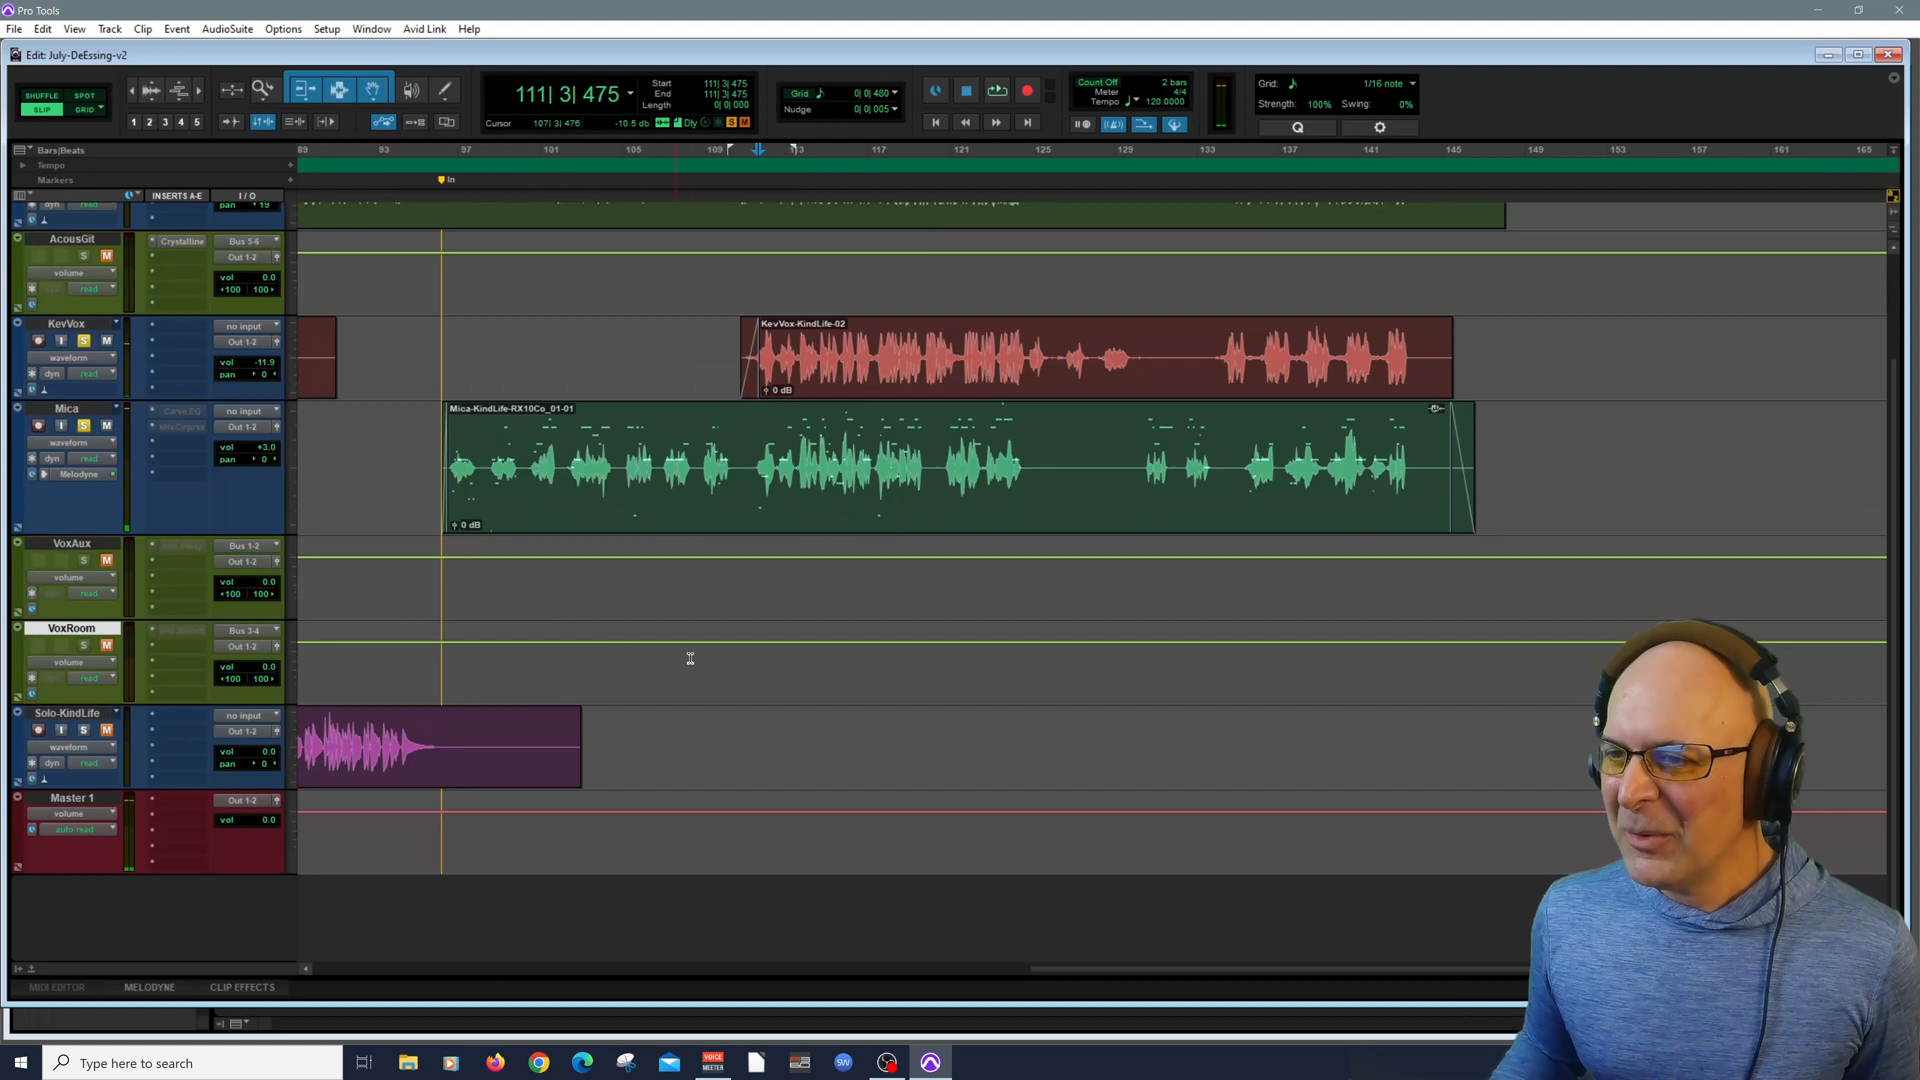 Pro Tools
File Edit View Track Clip Event AudioSuite Options Setup Window Avid Link Help
Edit: July-DeEssing-v2
SHUFFLE SPOT
SLIP GRID
1 2 3 4 5
111| 3| 475
Start 111| 3| 475
End 111| 3| 475
Length 0| 0| 000
Cursor 107| 3| 476 -10.5 db Dly S M
Grid 0| 0| 480
Nudge 0| 0| 005
Count Off 2 bars
Meter 4/4
Tempo 120.0000
Grid: 1/16 note
Strength: 100% Swing: 0%
Q
Bars|Beats 89 93 97 101 105 109 113 117 121 125 129 133 137 141 145 149 153 157 161 165
Tempo
Markers In
INSERTS A-E I / O
dyn read pan 19
AcousGit Crystalline Bus 5-6
S M Out 1-2
volume vol 0.0
read 100 100
KevVox no input
I S M Out 1-2
waveform vol -11.9
dyn read pan 0
KevVox-KindLife-02
0 dB
Mica Carve EQ no input
I S M Out 1-2
waveform vol +3.0
dyn read pan 0
Melodyne
Mica-KindLife-RX10Co_01-01
0 dB
VoxAux Bus 1-2
S M Out 1-2
volume vol 0.0
read 100 100
VoxRoom Bus 3-4
S M Out 1-2
volume vol 0.0
read 100 100
Solo-KindLife no input
I S M Out 1-2
waveform vol 0.0
dyn read pan 0
Master 1 Out 1-2
volume vol 0.0
auto read
MIDI EDITOR MELODYNE CLIP EFFECTS
Type here to search
VOICE
MEETER
SW